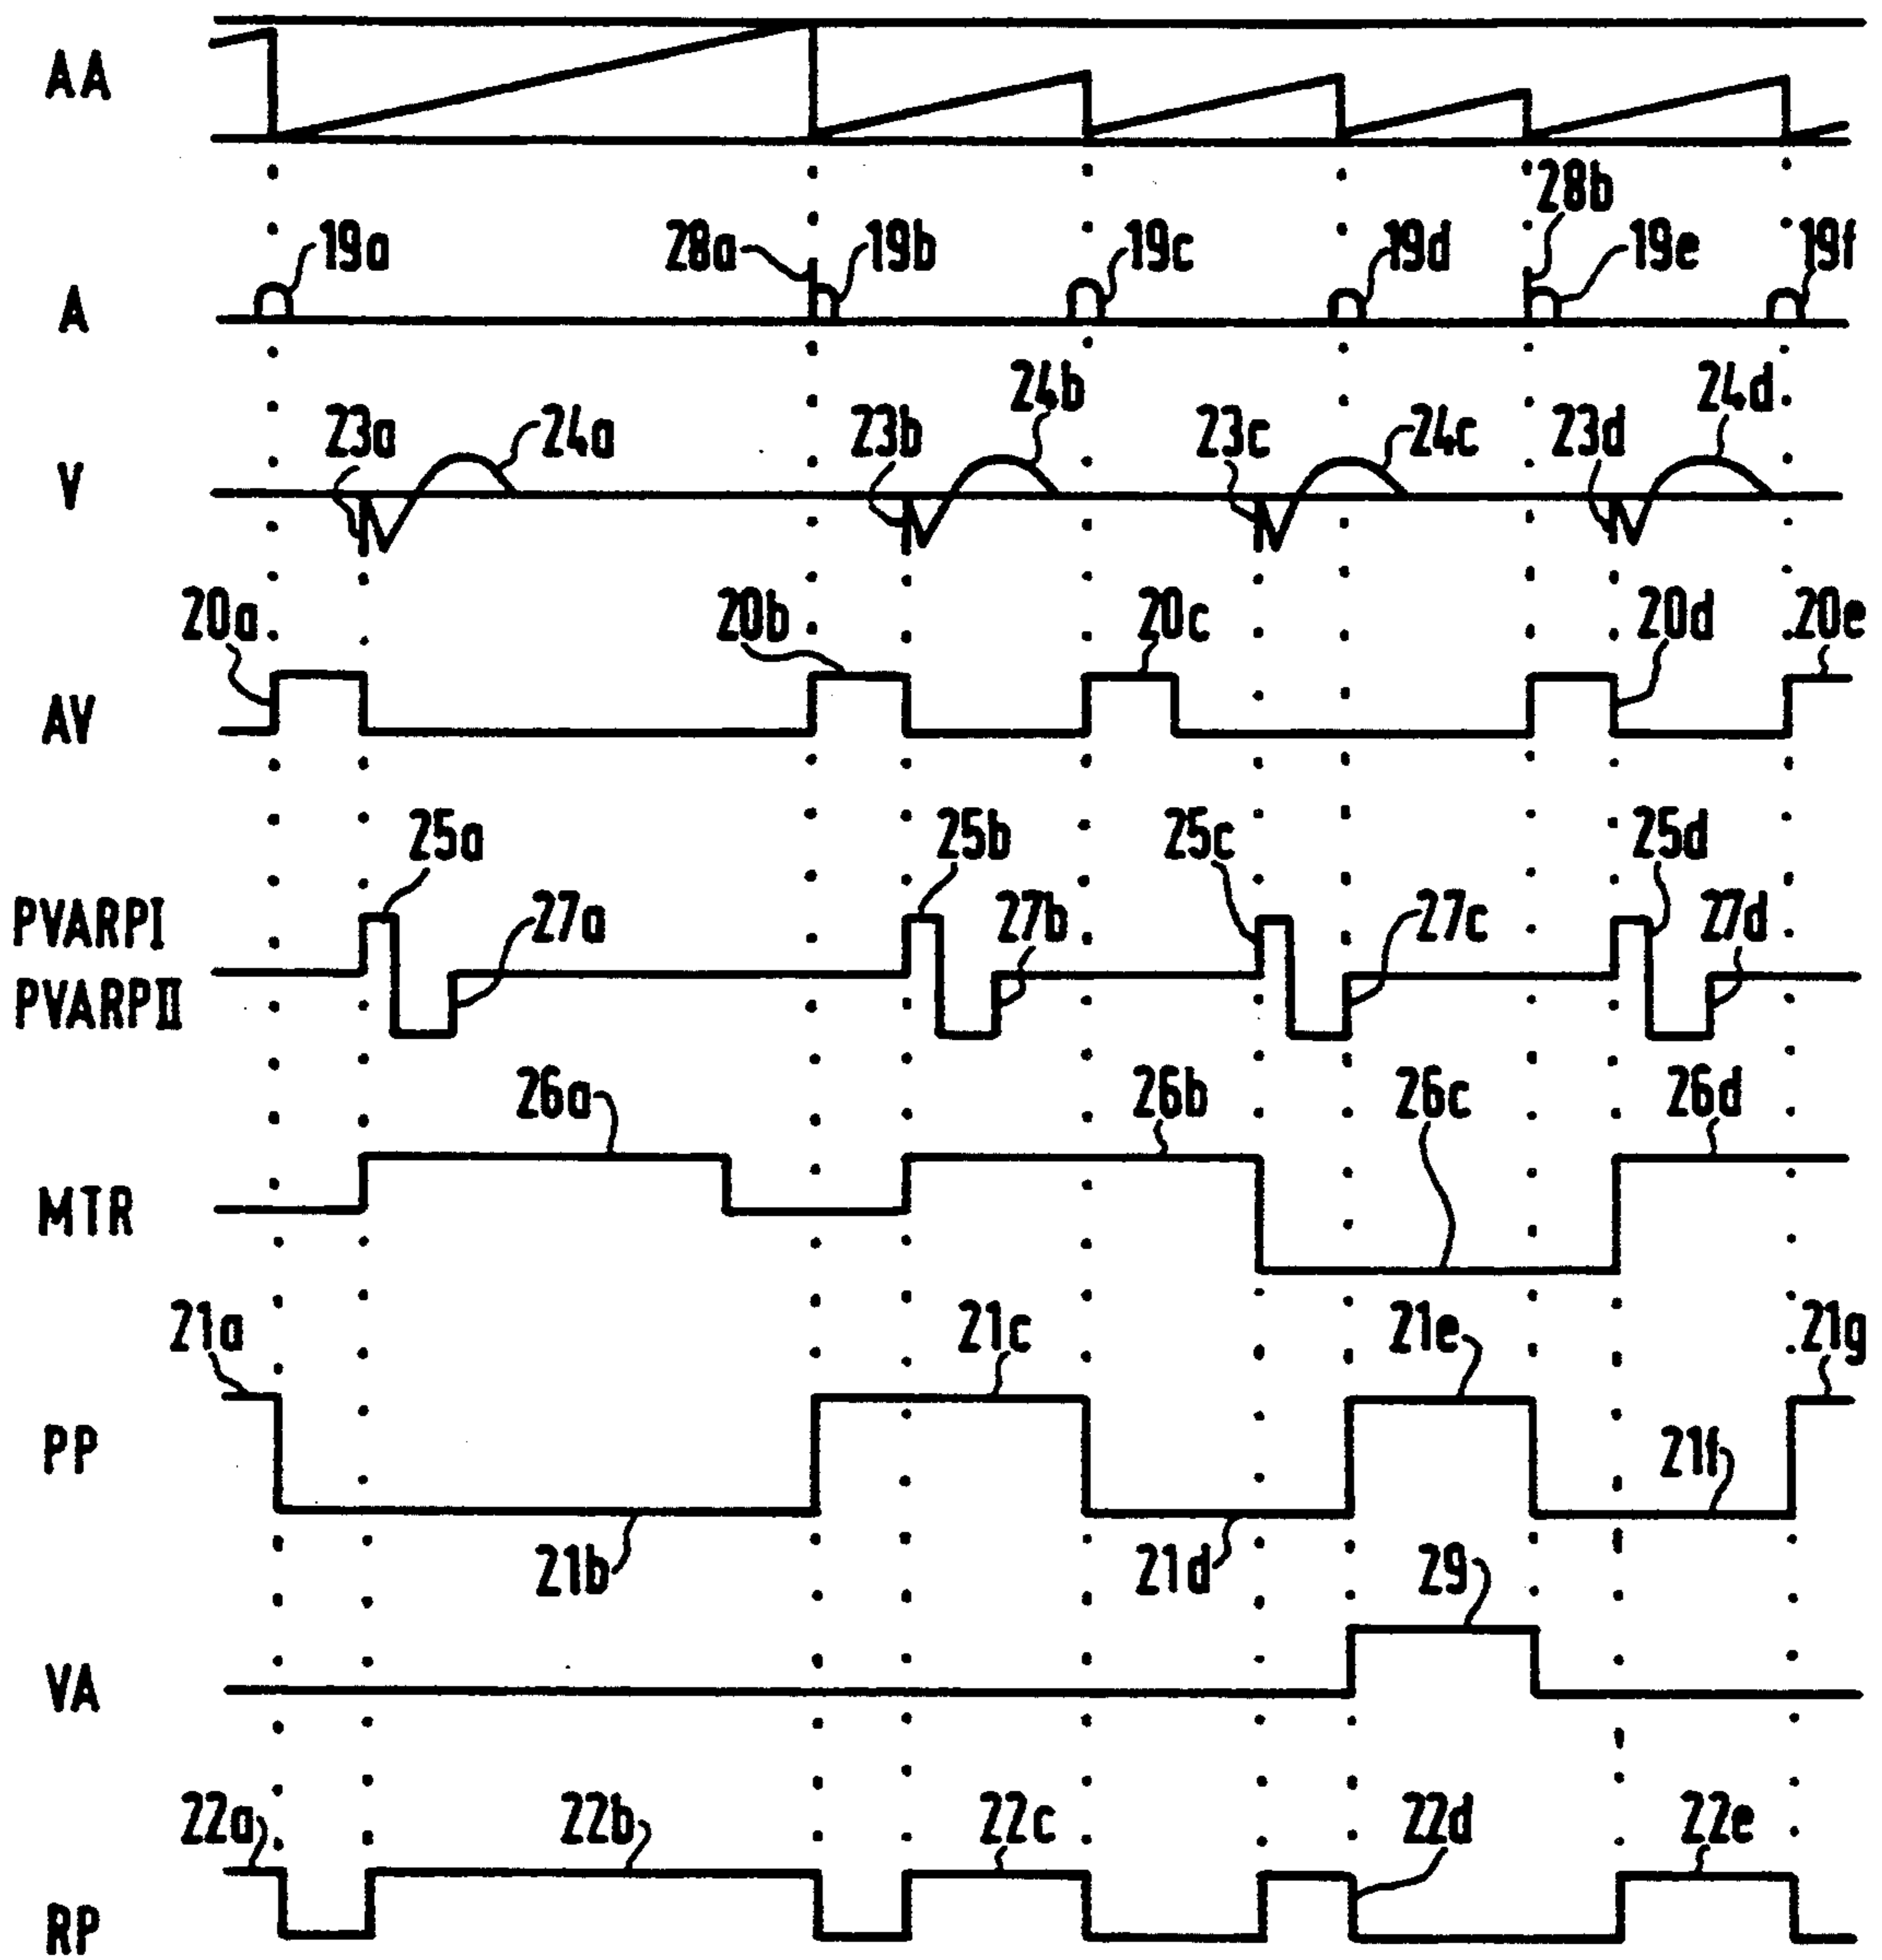 AA
28b
19a 28a 19b 19c 19d 19e 19f
A
24b 24d
23a 24a 23b 23c 24c 23d
V
20a 20b 20c 20d 20e
AV
25a 25b 25c 25d
PVARPI 27a 27b 27c 27d
PVARPII
26a 26b 26c 26d
MTR
21a 21c 21e 21g
PP 21f
21b 21d 29
VA
22a 22b 22c 22d 22e
RP